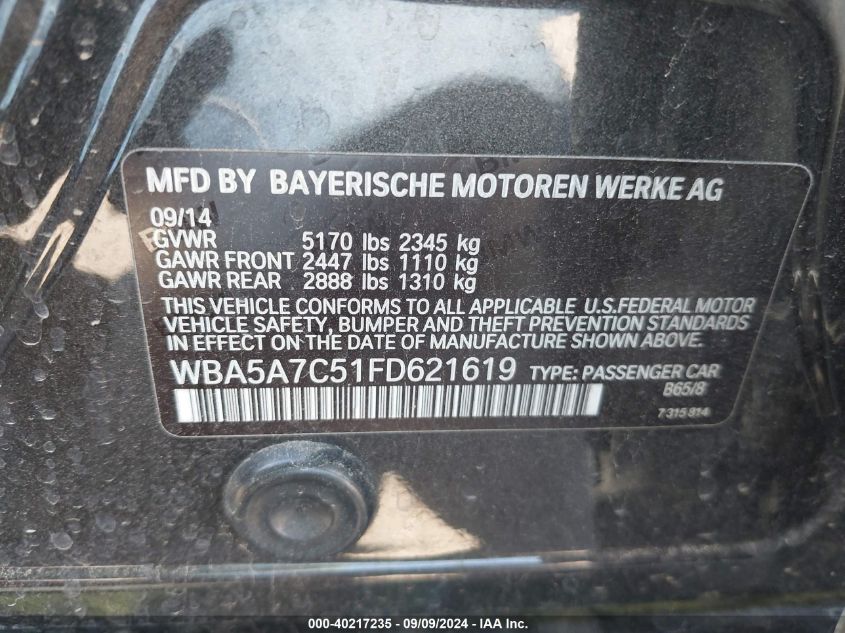 MFD BY BAYERISCHE MOTOREN WERKE AG
09/14
GVWR 5170 lbs 2345 kg
GAWR FRONT 2447 lbs 1110 kg
GAWR REAR 2888 lbs 1310 kg
THIS VEHICLE CONFORMS TO ALL APPLICABLE U.S.FEDERAL MOTOR
VEHICLE SAFETY, BUMPER AND THEFT PREVENTION STANDARDS
IN EFFECT ON THE DATE OF MANUFACTURE SHOWN ABOVE.
WBA5A7C51FD621619 TYPE: PASSENGER CAR
B65/8
7 315 814
000-40217235 - 09/09/2024 - IAA Inc.